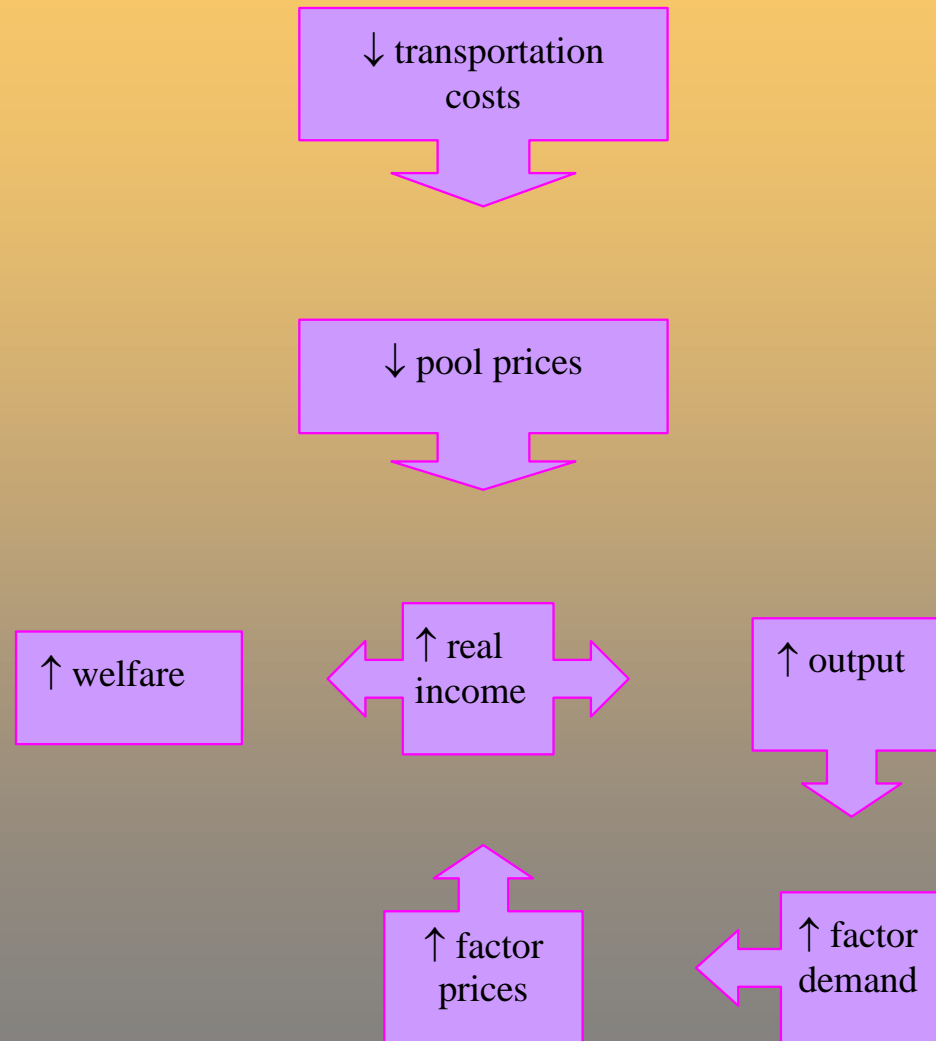 ↓ transportation
costs
↓ pool prices
↑ welfare
↑ real
income
↑ output
↑ factor
prices
↑ factor
demand